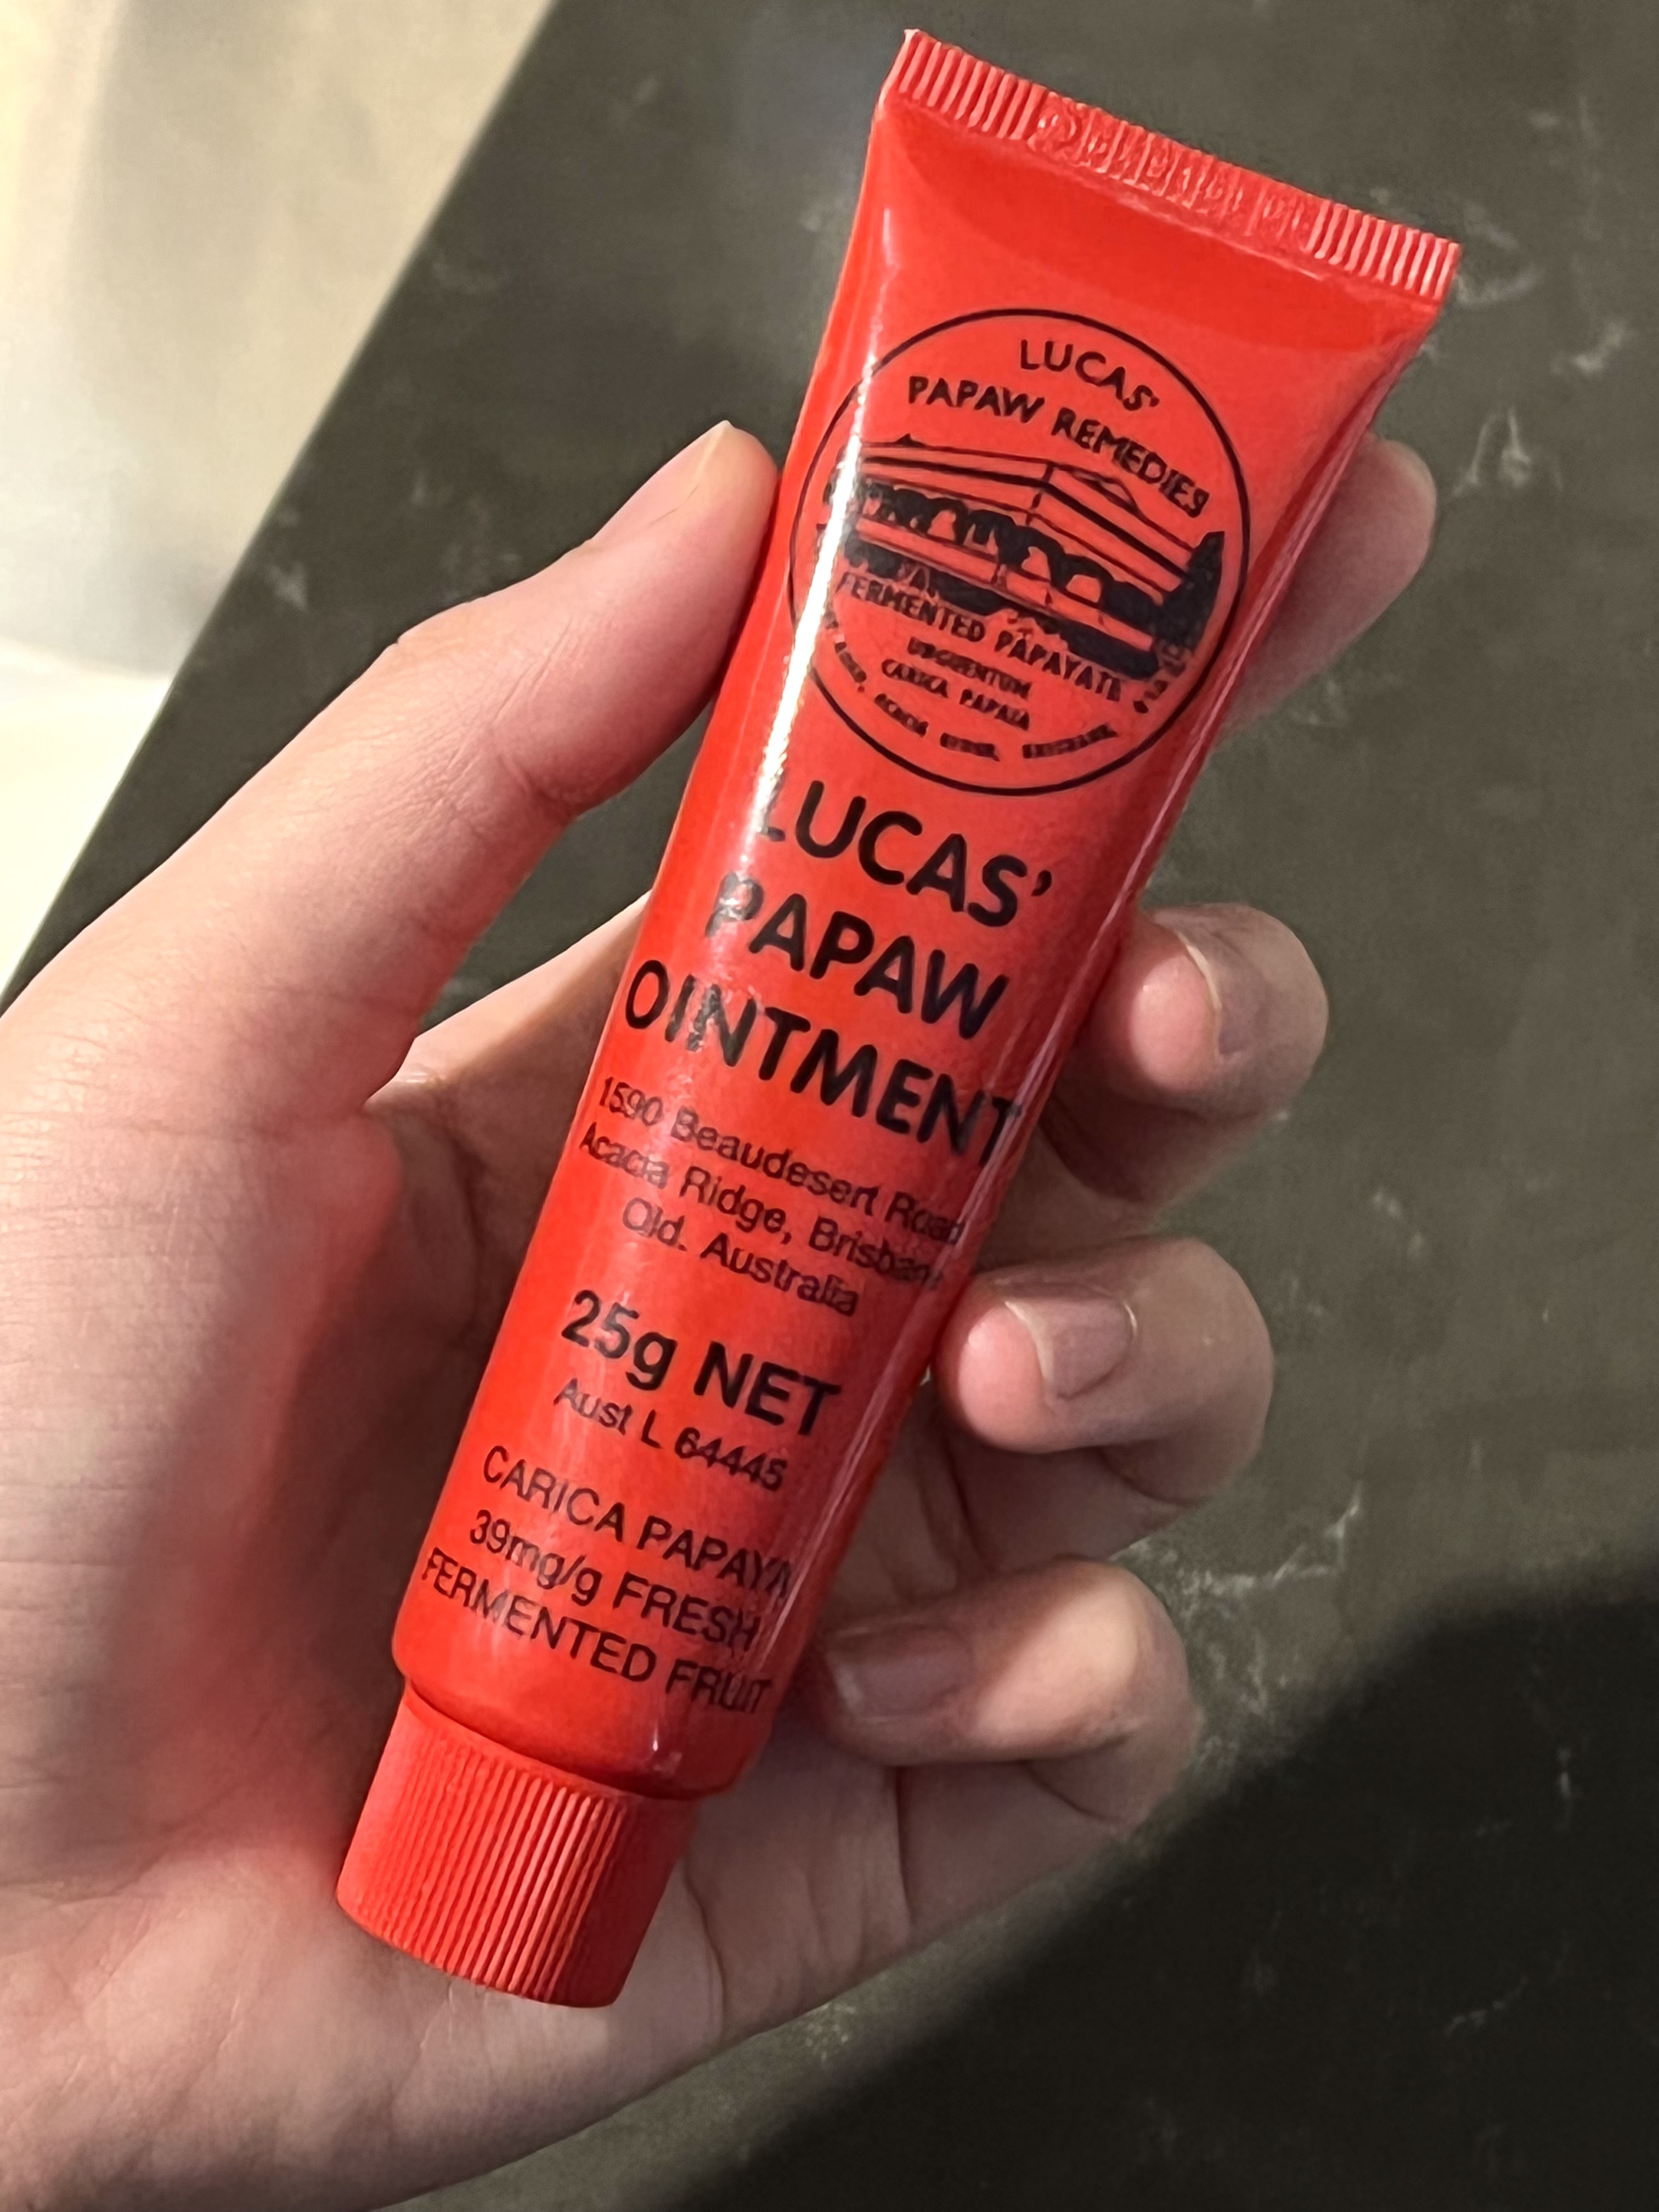 LUCAS'
PAPAW REMEDIES
FERMENTED PAPAYATE
UNGUENTUM
CARICA PAPAYA
LUCAS'
PAPAW
OINTMENT
1590 Beaudesert Road
Acacia Ridge, Brisbane
Qld. Australia
25g NET
Aust L 64445
CARICA PAPAYA
39mg/g FRESH
FERMENTED FRUIT